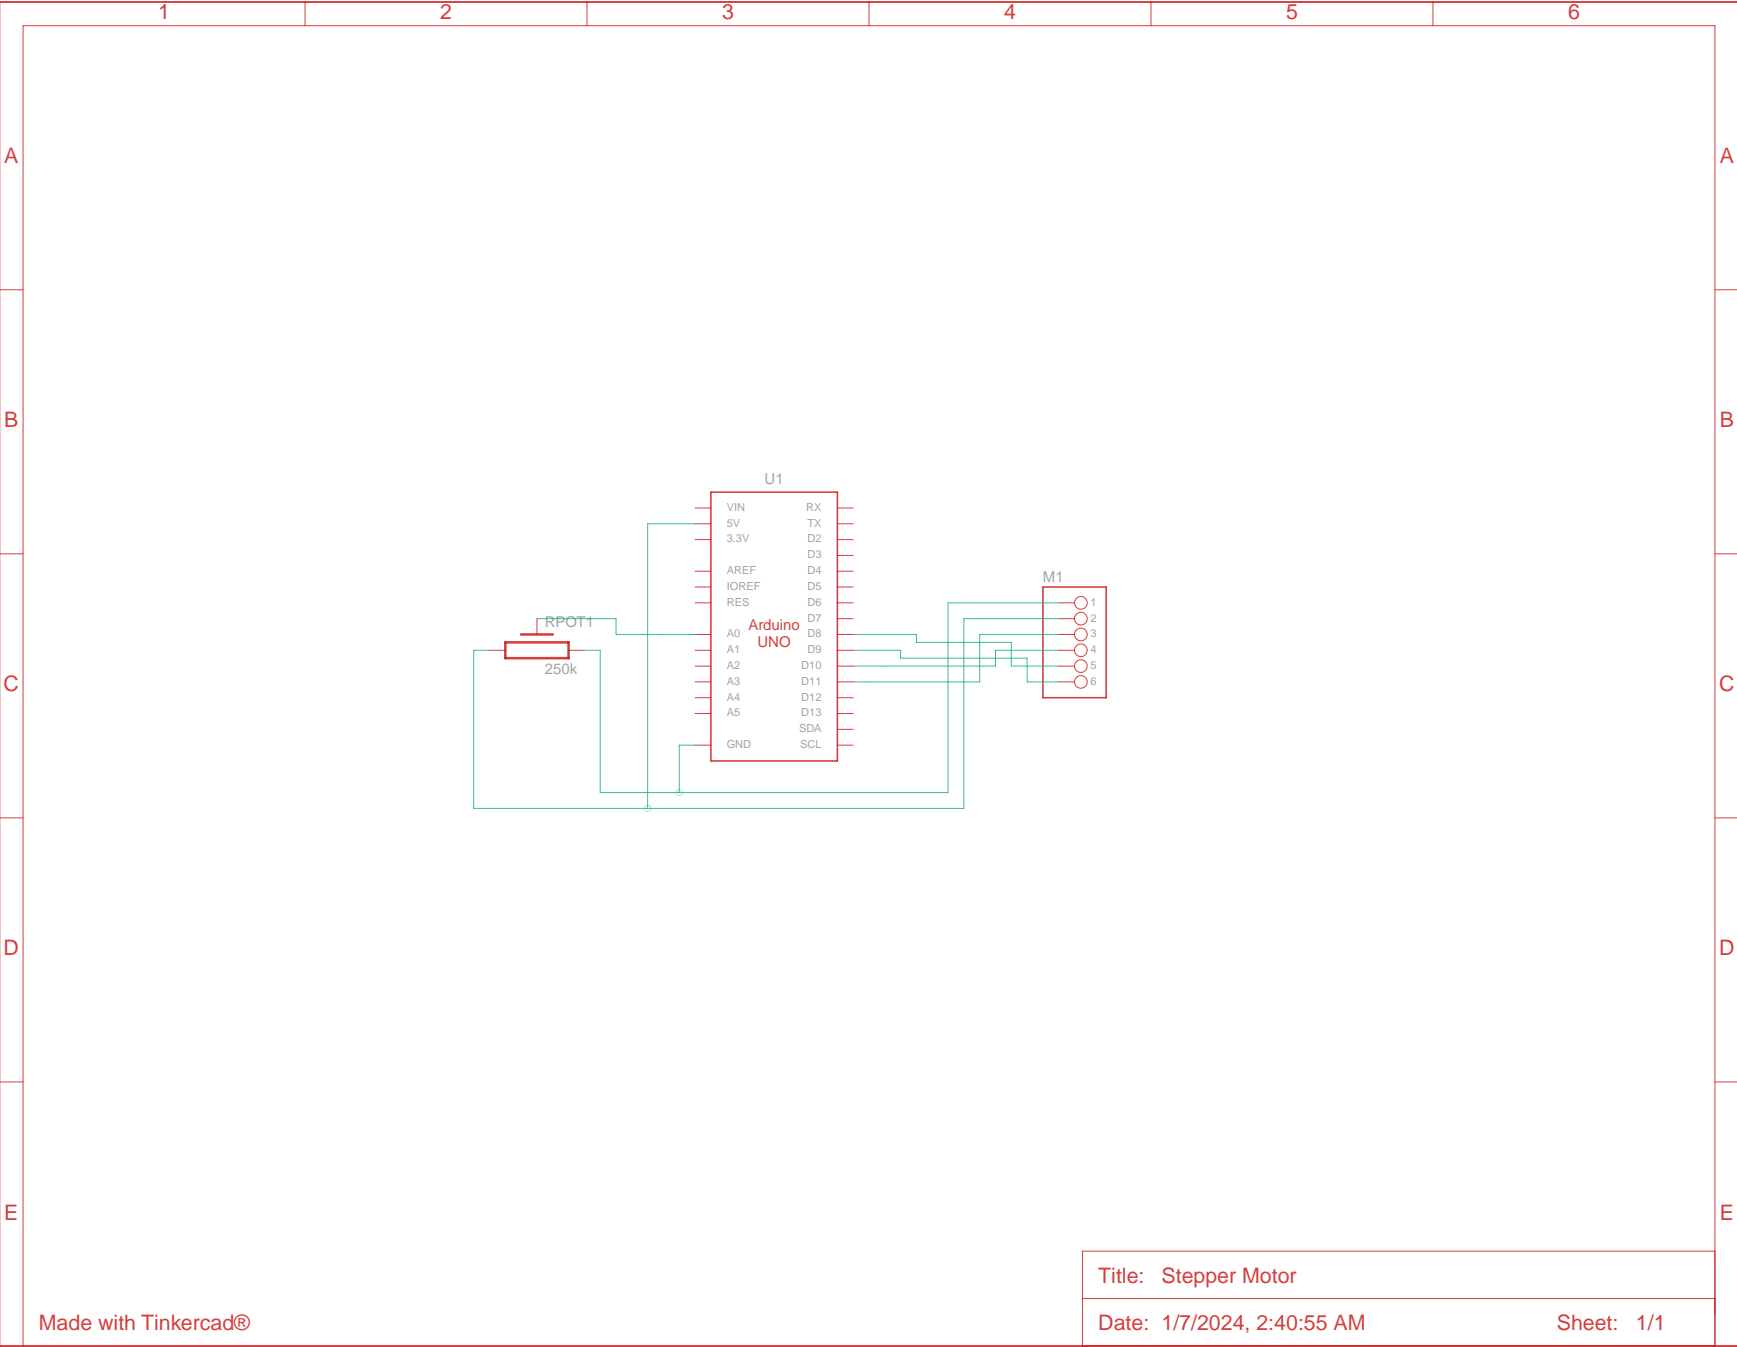 1 2 3 4 5 6
A A
B B
U1
VIN RX
5V TX
3.3V D2
D3
AREF D4
IOREF D5
RES D6
D7
Arduino
UNO
A0 D8
A1 D9
A2 D10
A3 D11
A4 D12
A5 D13
SDA
GND SCL
RPOT1
250k
M1
1
2
3
4
5
6
C C
D D
E E
Title: Stepper Motor
Date: 1/7/2024, 2:40:55 AM Sheet: 1/1
Made with Tinkercad®